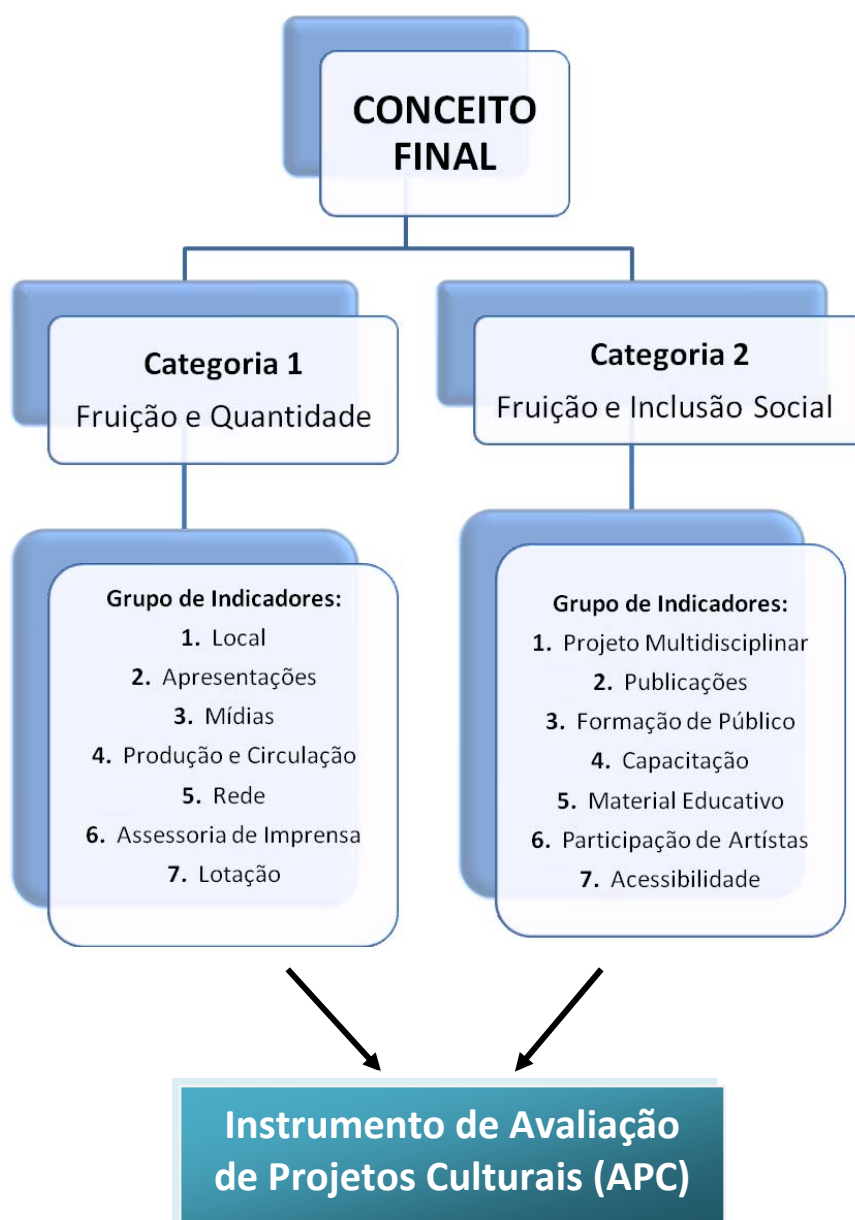 CONCEITO
FINAL
Categoria 1
Fruição e Quantidade
Categoria 2
Fruição e Inclusão Social
Grupo de Indicadores:
1. Local
2. Apresentações
3. Mídias
4. Produção e Circulação
5. Rede
6. Assessoria de Imprensa
7. Lotação
Grupo de Indicadores:
1. Projeto Multidisciplinar
2. Publicações
3. Formação de Público
4. Capacitação
5. Material Educativo
6. Participação de Artístas
7. Acessibilidade
Instrumento de Avaliação
de Projetos Culturais (APC)